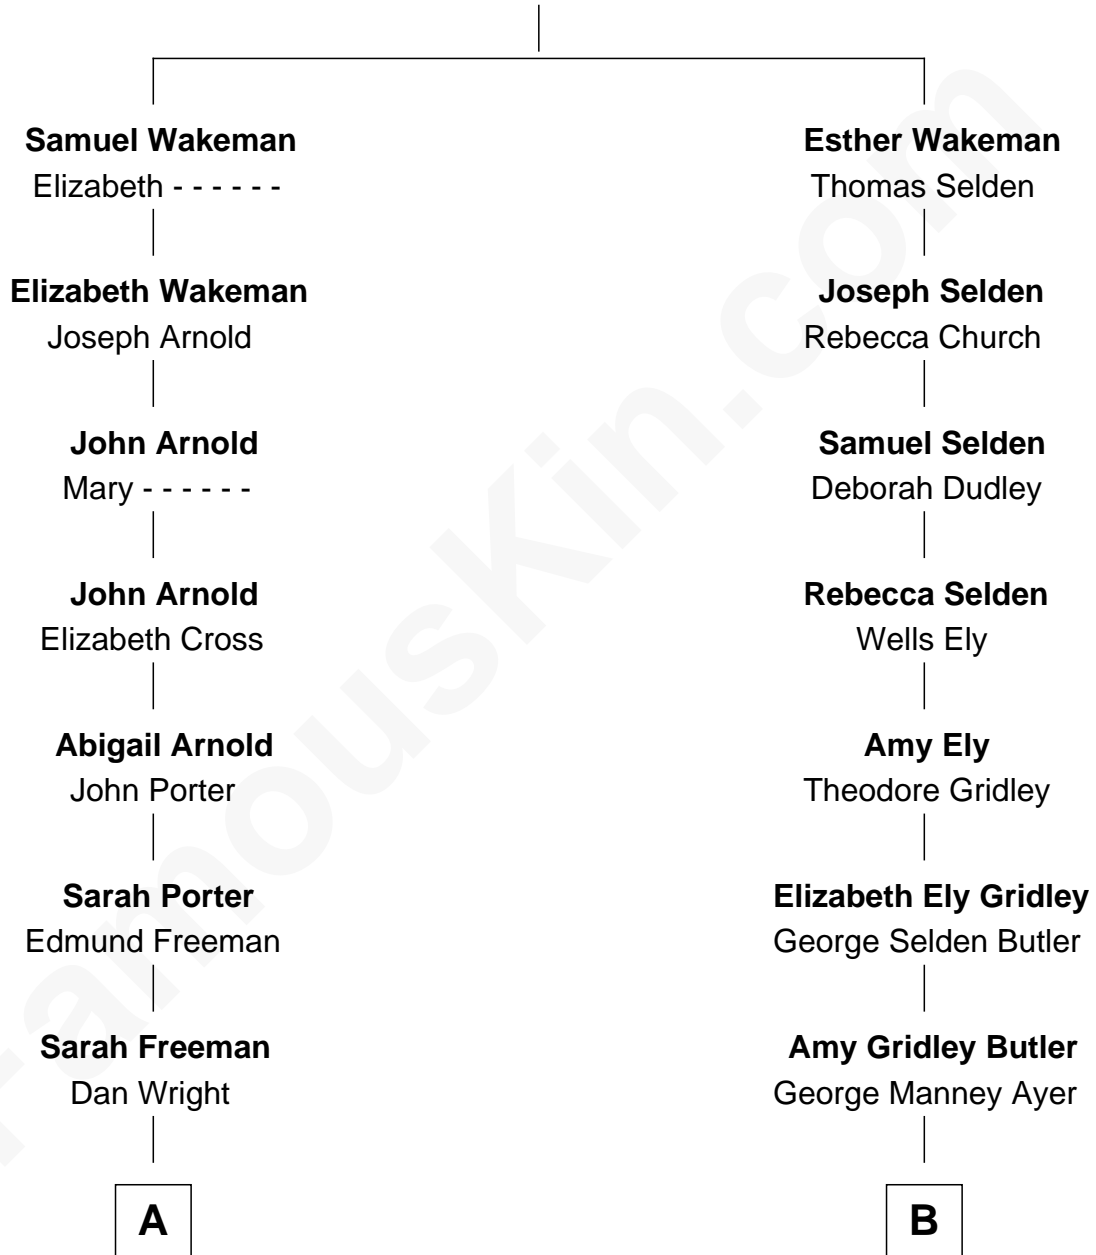 Samuel Wakeman
Elizabeth - - - - - -
Esther Wakeman
Thomas Selden
Elizabeth Wakeman
Joseph Arnold
Joseph Selden
Rebecca Church
John Arnold
Mary - - - - - -
Samuel Selden
Deborah Dudley
John Arnold
Elizabeth Cross
Rebecca Selden
Wells Ely
Abigail Arnold
John Porter
Amy Ely
Theodore Gridley
Sarah Porter
Edmund Freeman
Elizabeth Ely Gridley
George Selden Butler
Sarah Freeman
Dan Wright
Amy Gridley Butler
George Manney Ayer
A
B
FamousKin.com